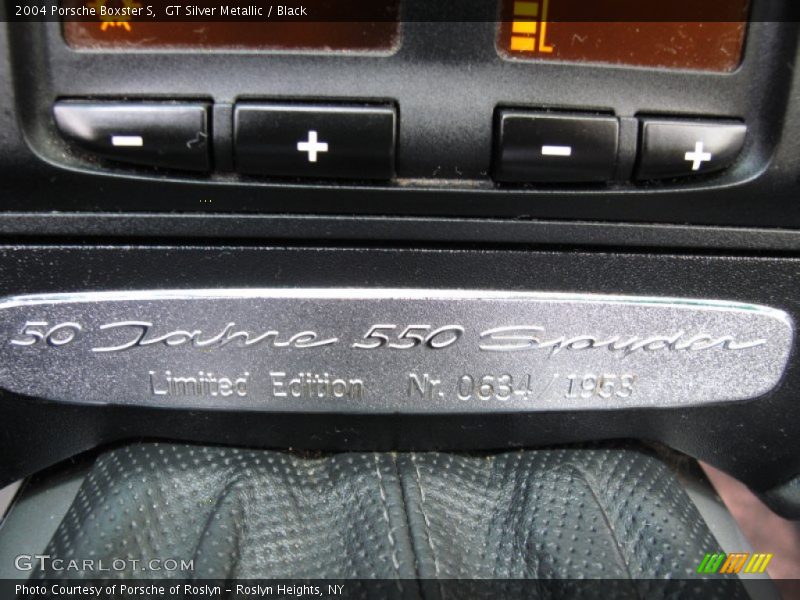 2004 Porsche Boxster S,  GT Silver Metallic / Black
- + - +
50 Jahre 550 Spyder
Limited Edition Nr. 0634 / 1953
GTCARLOT.COM
Photo Courtesy of Porsche of Roslyn - Roslyn Heights, NY